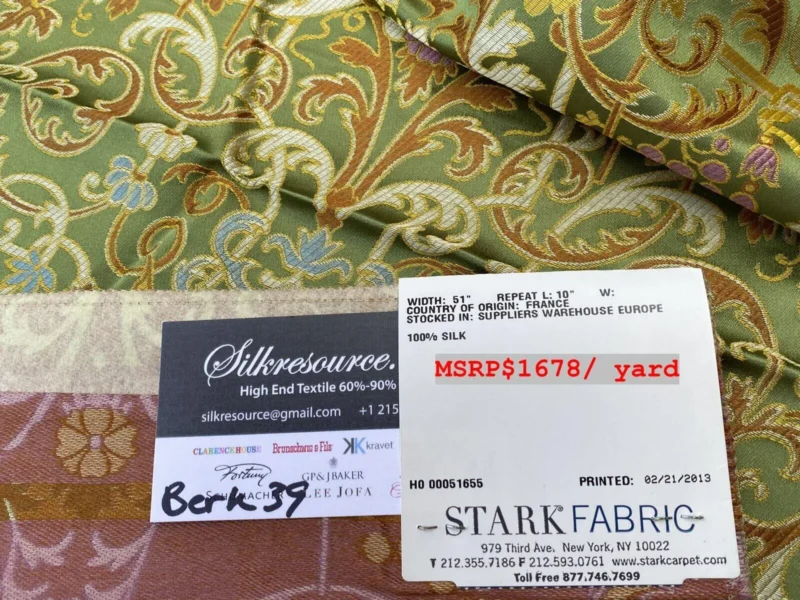 WIDTH: 51" REPEAT L: 10" W:
COUNTRY OF ORIGIN: FRANCE
STOCKED IN: SUPPLIERS WAREHOUSE EUROPE
100% SILK
MSRP$1678/ yard
H0 00051655 PRINTED: 02/21/2013
STARK FABRIC
979 Third Ave. New York, NY 10022
T 212.355.7186 F 212.593.0761 www.starkcarpet.com
Toll Free 877.746.7699
Silkresource.
High End Textile 60%-90%
silkresource@gmail.com +1 215
CLARENCE HOUSE Brunschwig & Fils K kravet
Fortuny GP&JBAKER
SCHUMACHER LEE JOFA
Berk 39